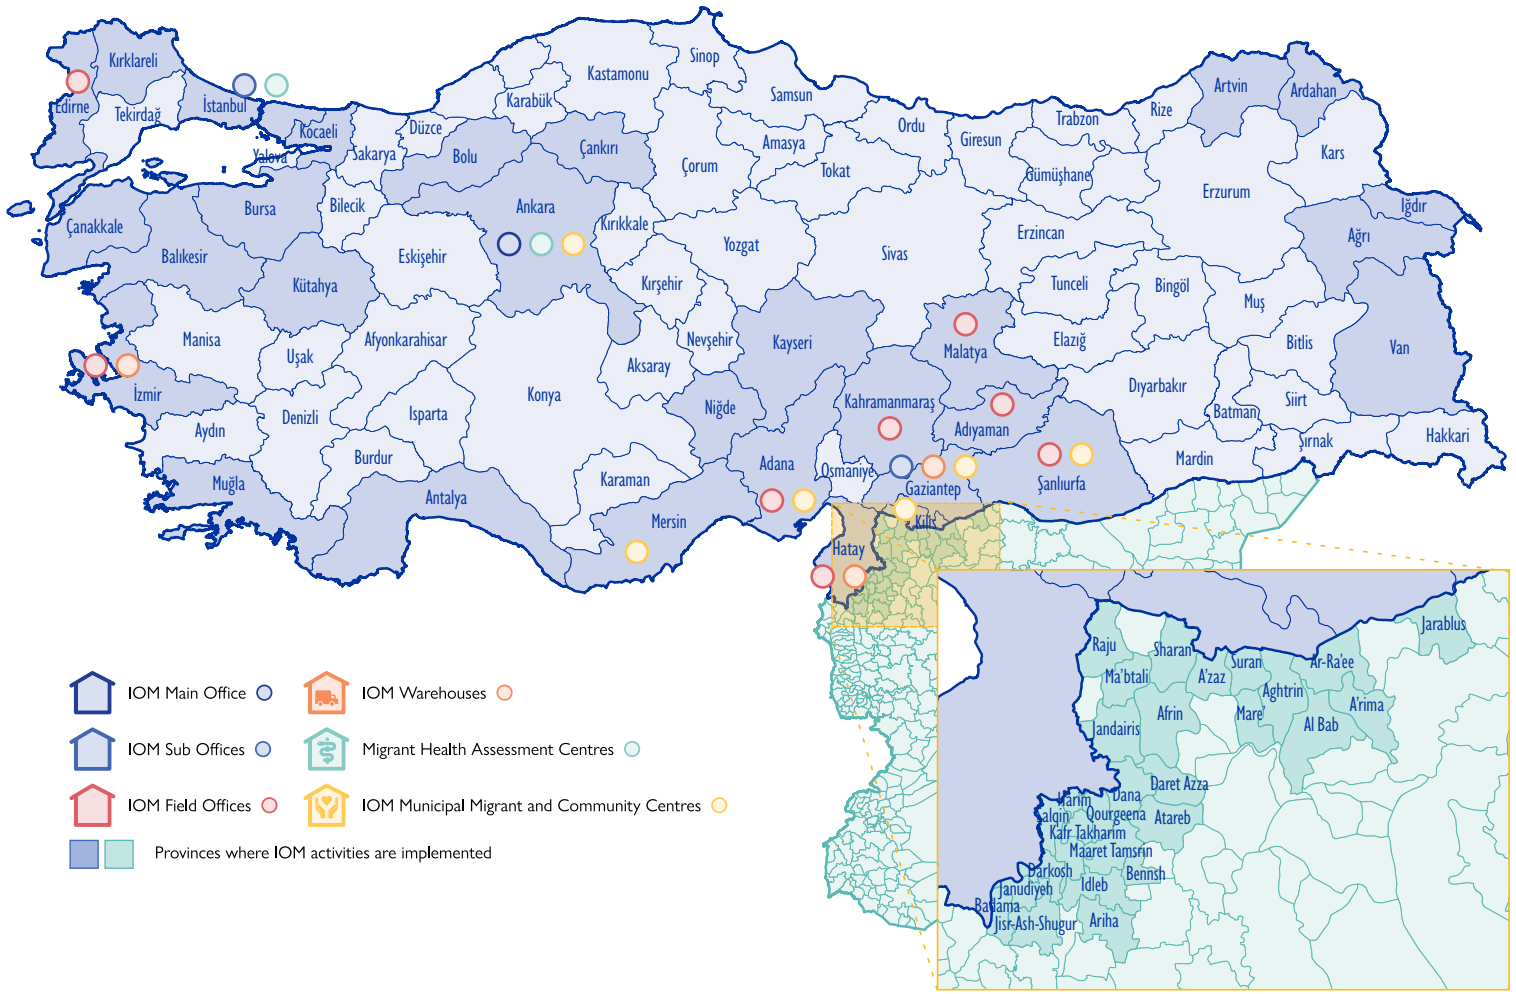 Sinop
Kırklareli
Kastamonu
Artvin
Ardahan
Samsun
Karabük
Edirne
İstanbul
Tekirdağ
Rize
Trabzon
Ordu
Düzce
Kocaeli
Giresun
Amasya
Çankırı
Kars
Yalova
Sakarya
Bolu
Çorum
Tokat
Gümüşhane
Erzurum
Bursa
Bilecik
Ankara
Iğdır
Çanakkale
Kırıkkale
Erzincan
Ağrı
Yozgat
Sivas
Balıkesir
Eskişehir
Kütahya
Kırşehir
Tunceli
Bingöl
Muş
Manisa
Afyonkarahisar
Nevşehir
Kayseri
Elazığ
Bitlis
Van
Uşak
Malatya
Aksaray
Dıyarbakır
İzmir
Konya
Kahramanmaraş
Siirt
Niğde
Batman
Denizli
Isparta
Aydın
Adıyaman
Hakkari
Şırnak
Burdur
Adana
Osmaniye
Mardin
Muğla
Karaman
Gaziantep
Şanlıurfa
Antalya
Mersin
Kilis
Hatay
Jarablus
Raju
Sharan
Suran
Ar-Ra'ee
Ma'btali
A'zaz
Aghtrin
A'rima
Afrin
Mare'
Al Bab
Jandairis
Daret Azza
Dana
Harim
Qourgeena
Atareb
Kafr Takharim
Maaret Tamsrin
Darkosh
Bennsh
Janudiyeh
Idleb
Badama
Jisr-Ash-Shugur
Ariha
IOM Main Office
IOM Warehouses
IOM Sub Offices
Migrant Health Assessment Centres
IOM Field Offices
IOM Municipal Migrant and Community Centres
Provinces where IOM activities are implemented